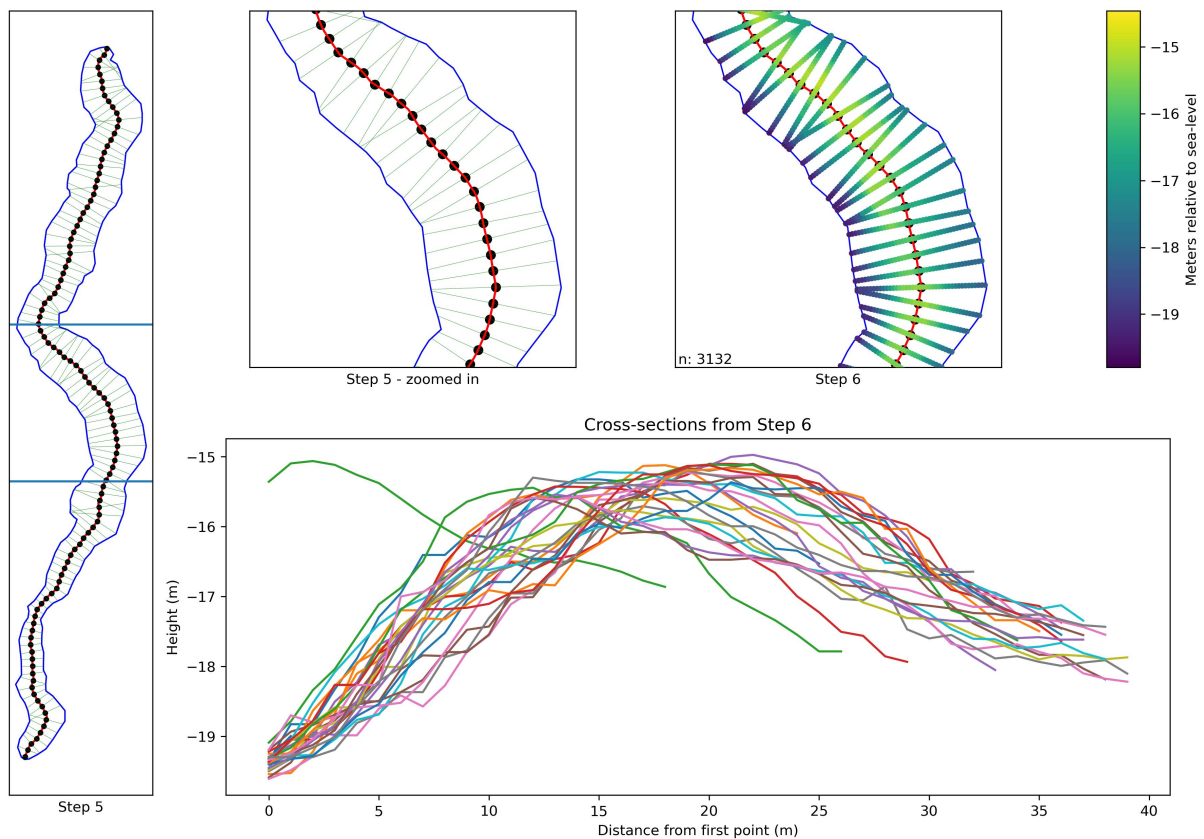 Step 5
Step 5 - zoomed in
n: 3132
Step 6
−15
−16
−17
−18
−19
Meters relative to sea-level
Cross-sections from Step 6
−15
−16
−17
−18
−19
Height (m)
0 5 10 15 20 25 30 35 40
Distance from first point (m)